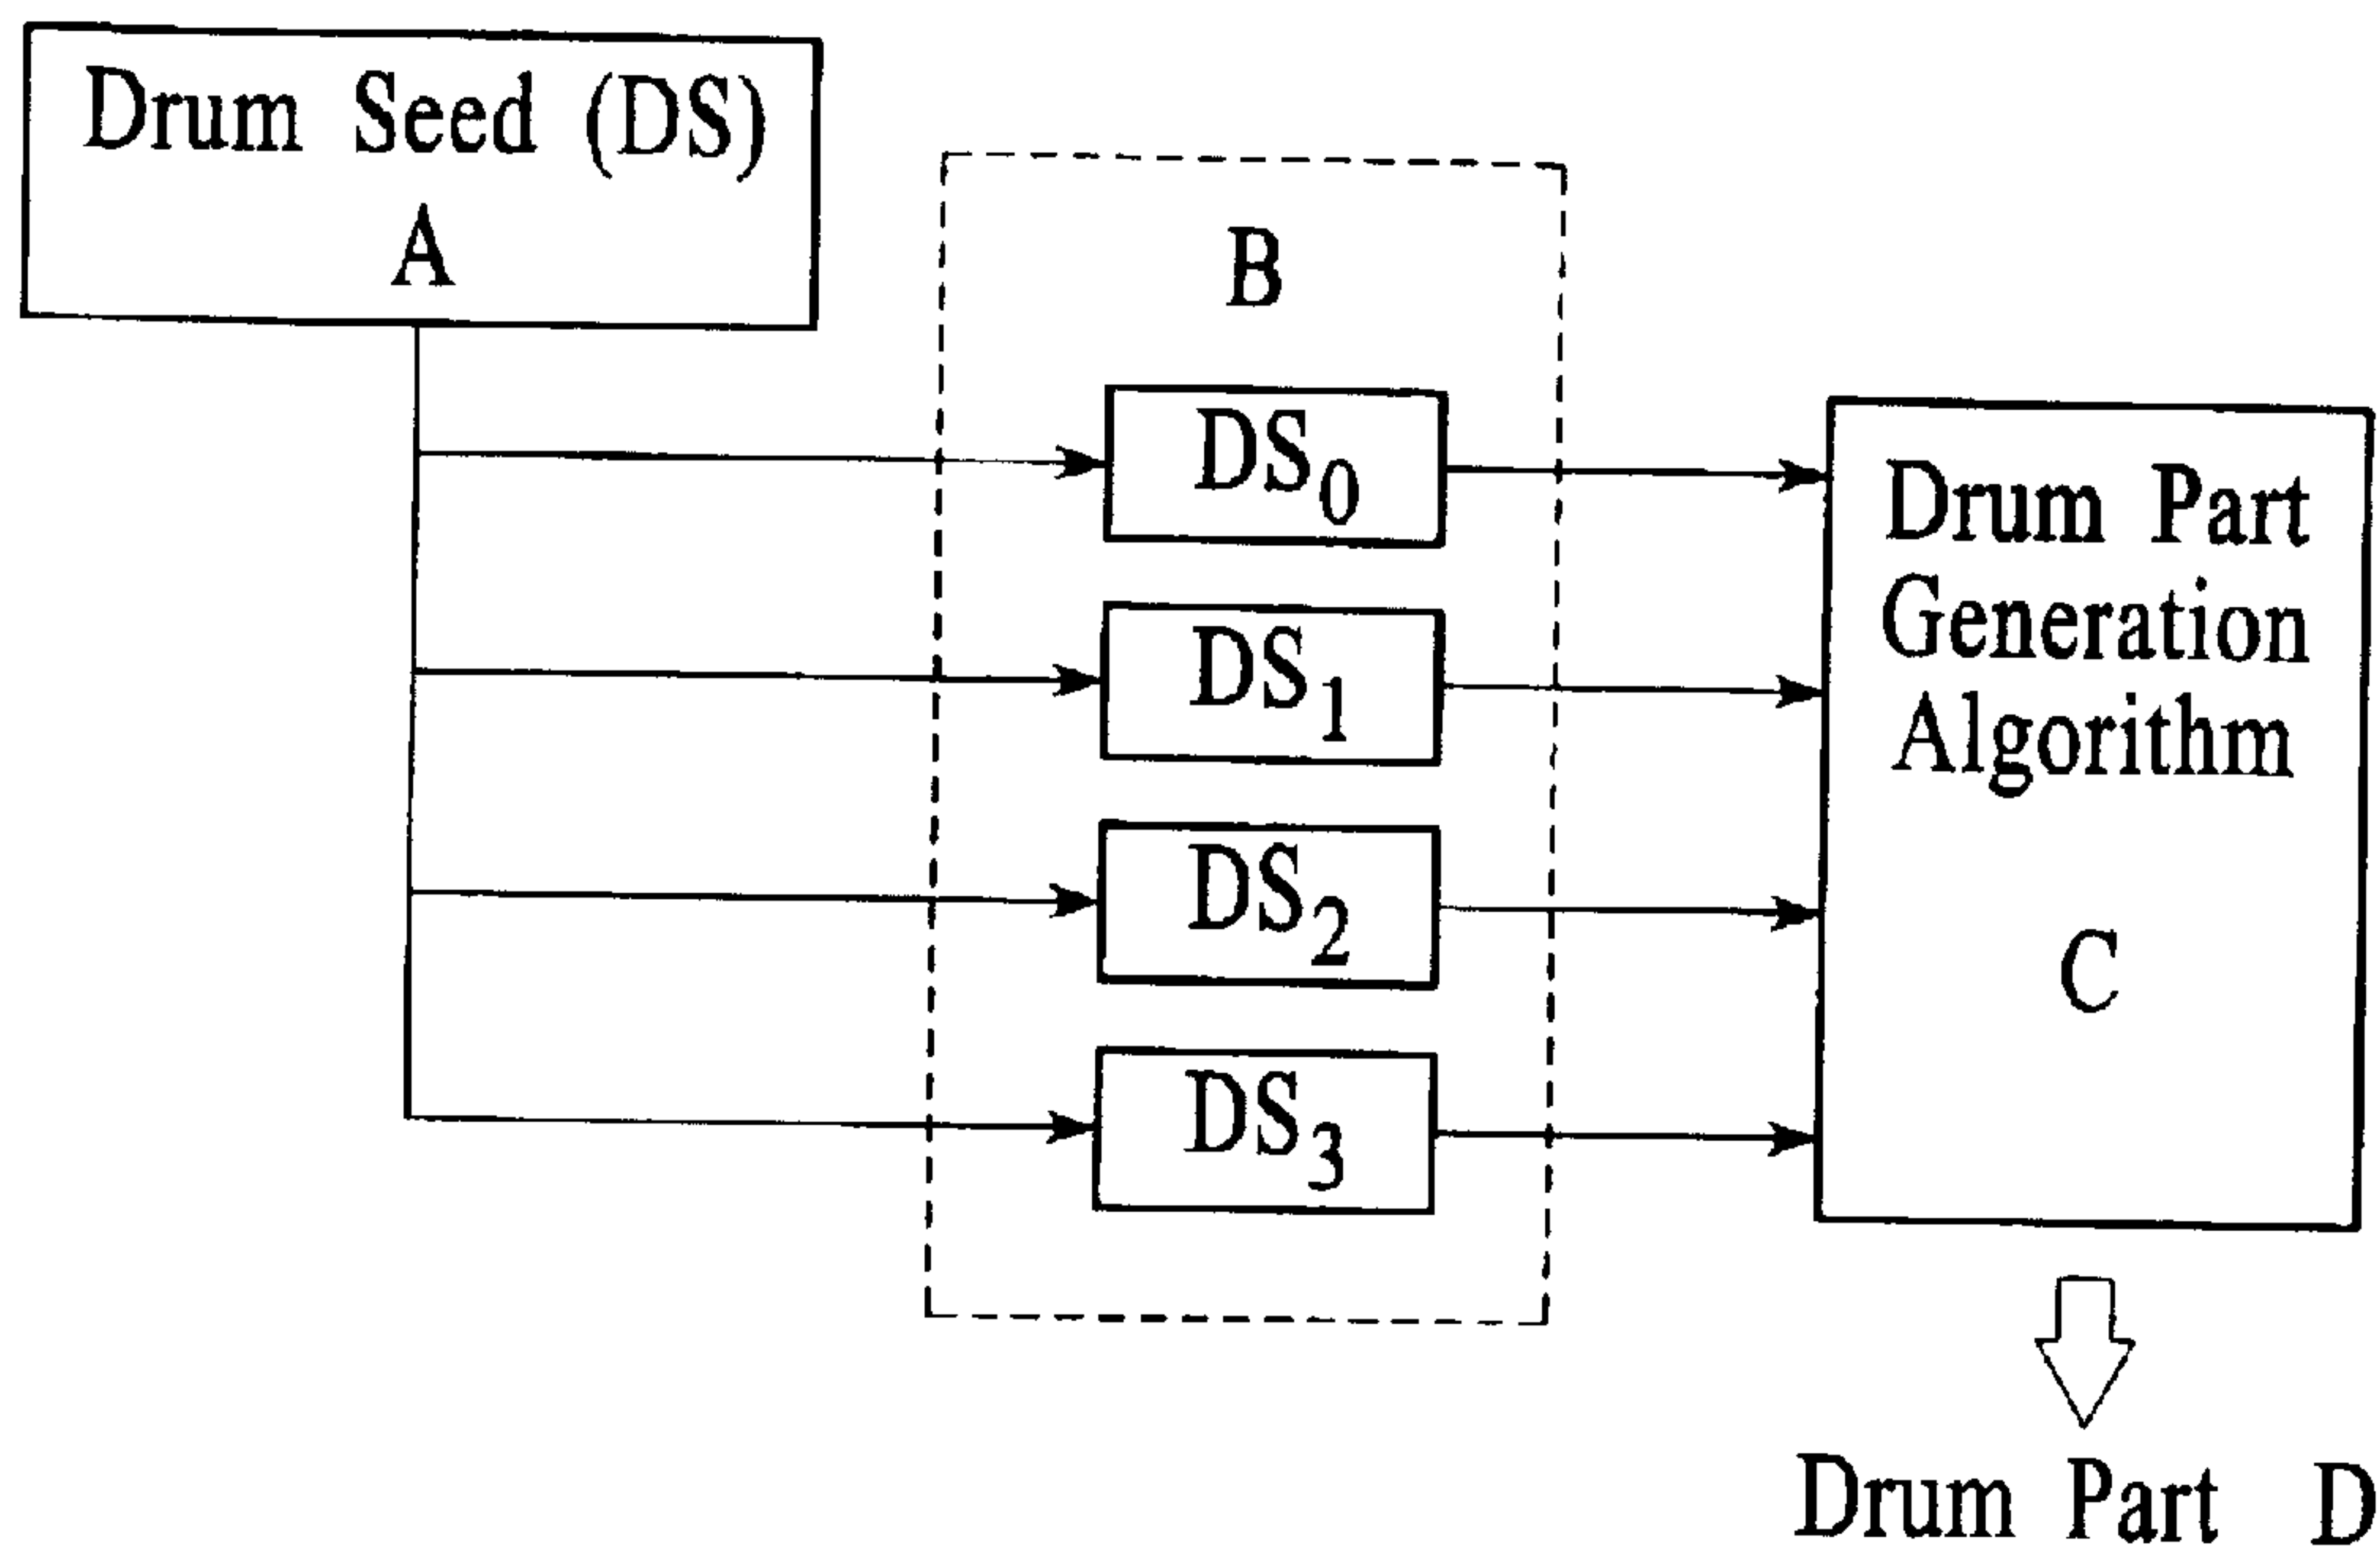 Drum Seed (DS)
A
B
DS0
DS1
DS2
DS3
Drum Part
Generation
Algorithm
C
Drum Part D